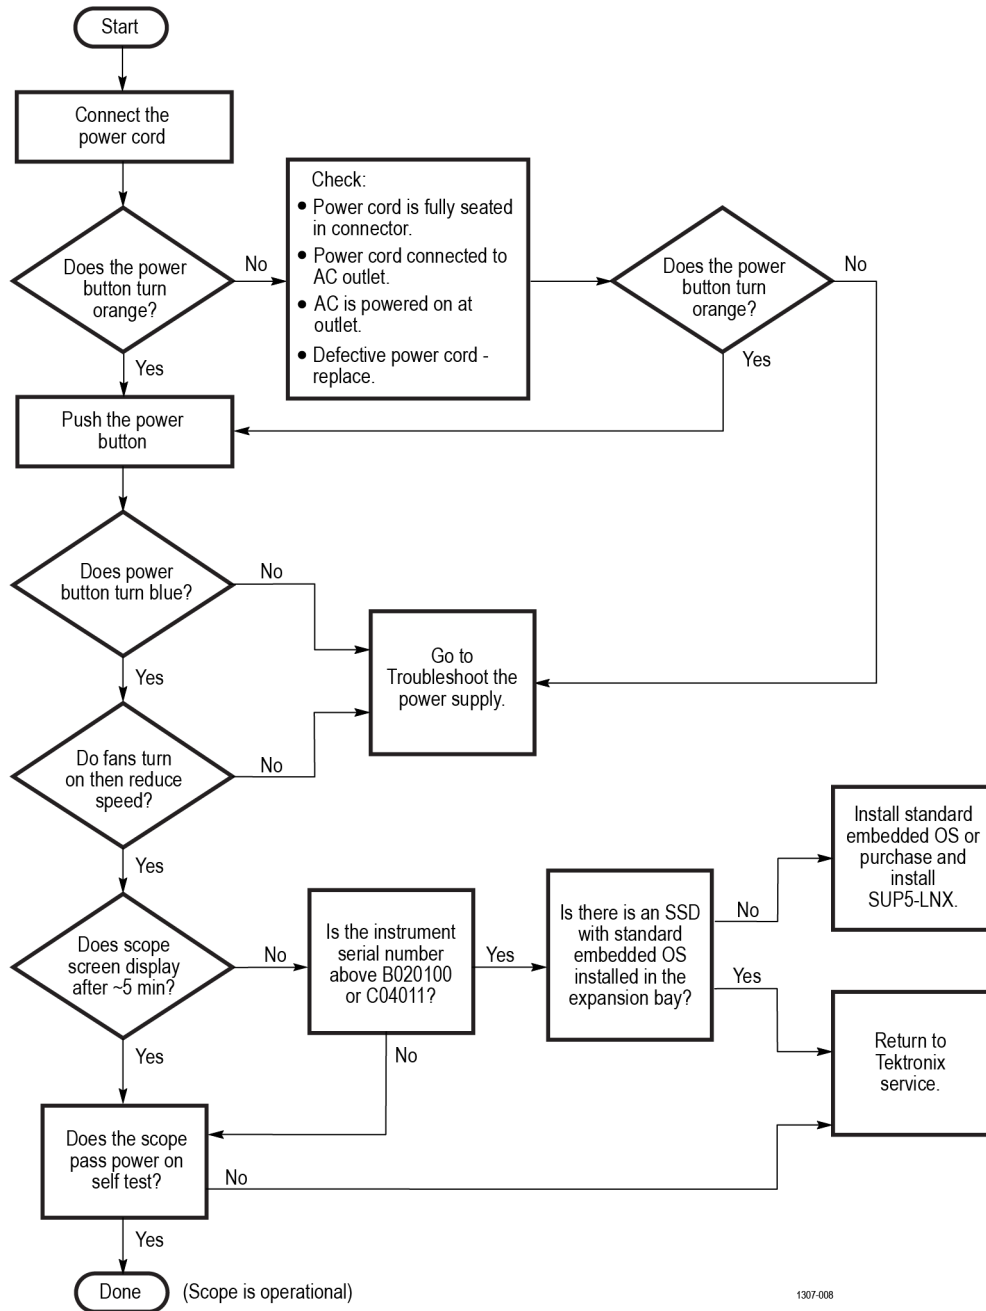 Start
Connect the
power cord
Does the power
button turn
orange?
No
Yes
Check:
• Power cord is fully seated
in connector.
• Power cord connected to
AC outlet.
• AC is powered on at
outlet.
• Defective power cord -
replace.
Does the power
button turn
orange?
No
Yes
Push the power
button
Does power
button turn blue?
No
Yes
Go to
Troubleshoot the
power supply.
Do fans turn
on then reduce
speed?
No
Yes
Does scope
screen display
after ~5 min?
No
Yes
Is the instrument
serial number
above B020100
or C04011?
Yes
No
Is there is an SSD
with standard
embedded OS
installed in the
expansion bay?
No
Yes
Install standard
embedded OS or
purchase and
install
SUP5-LNX.
Return to
Tektronix
service.
Does the scope
pass power on
self test?
No
Yes
Done
(Scope is operational)
1307-008